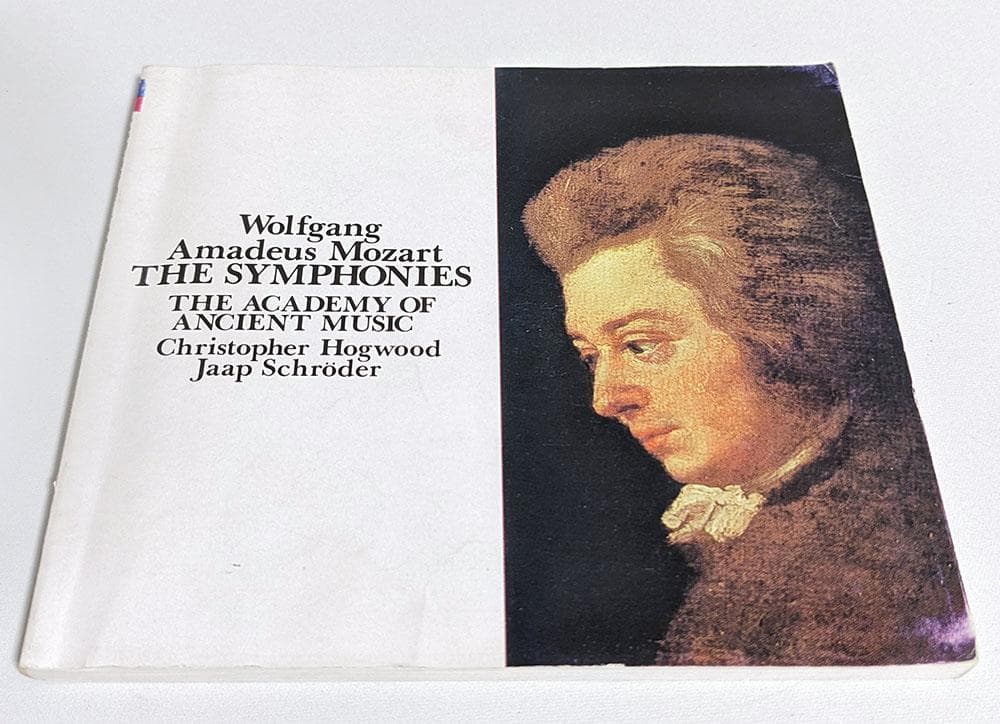 Wolfgang
Amadeus Mozart
THE SYMPHONIES
THE ACADEMY OF
ANCIENT MUSIC
Christopher Hogwood
Jaap Schröder